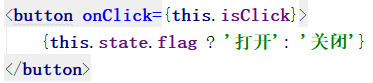 <button onClick={this.isClick}>
{this.state.flag ? '打开': '关闭'}
</button>